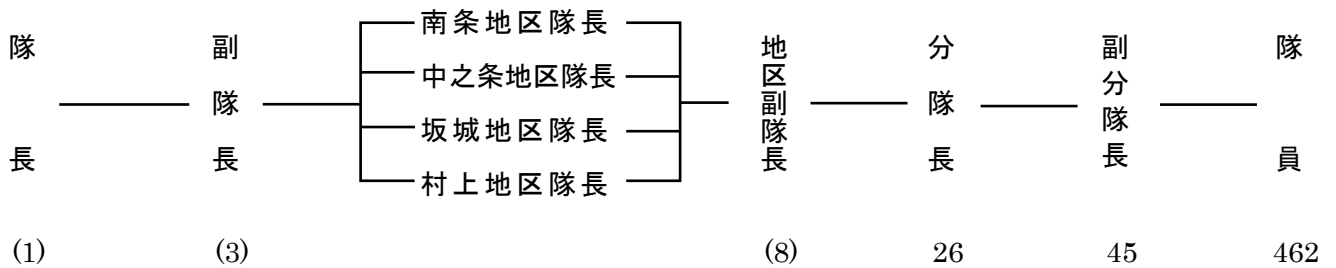 隊長
副隊長
南条地区隊長
中之条地区隊長
坂城地区隊長
村上地区隊長
地区副隊長
分隊長
副分隊長
隊員
(1) (3) (8) 26 45 462